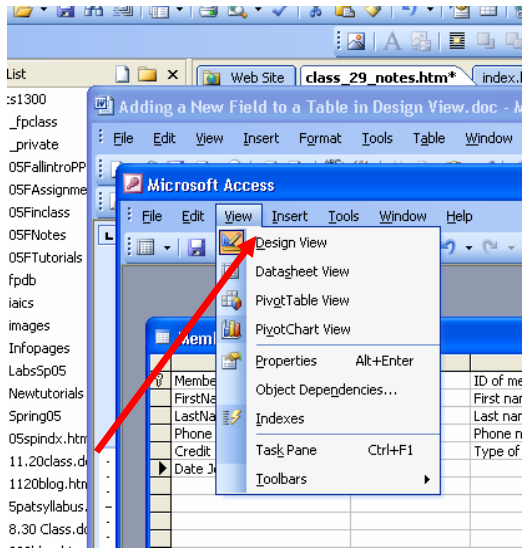 List
Web Site
class_29_notes.htm*
index.
cs1300
_fpclass
_private
05FallintroPP
05FAssignme
05Finclass
05FNotes
05FTutorials
fpdb
iaics
images
Infopages
LabsSp05
Newtutorials
Spring05
05spindx.htm
11.20class.d
1120blog.htm
5patsyllabus.
8.30 Class.do
Adding a New Field to a Table in Design View.doc - M
File Edit View Insert Format Tools Table Window
Microsoft Access
File Edit View Insert Tools Window Help
Design View
Datasheet View
PivotTable View
PivotChart View
Properties Alt+Enter
Object Dependencies...
Indexes
Task Pane Ctrl+F1
Toolbars
Memb
Membe
ID of me
FirstNa
First nar
LastNa
Last nar
Phone
Phone n
Credit
Type of
Date Jo